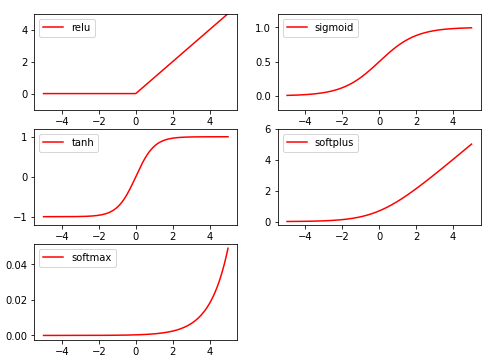 relu
4
2
0
−4 −2 0 2 4
sigmoid
1.0
0.5
0.0
−4 −2 0 2 4
tanh
1
0
−1
−4 −2 0 2 4
softplus
6
4
2
0
−4 −2 0 2 4
softmax
0.04
0.02
0.00
−4 −2 0 2 4